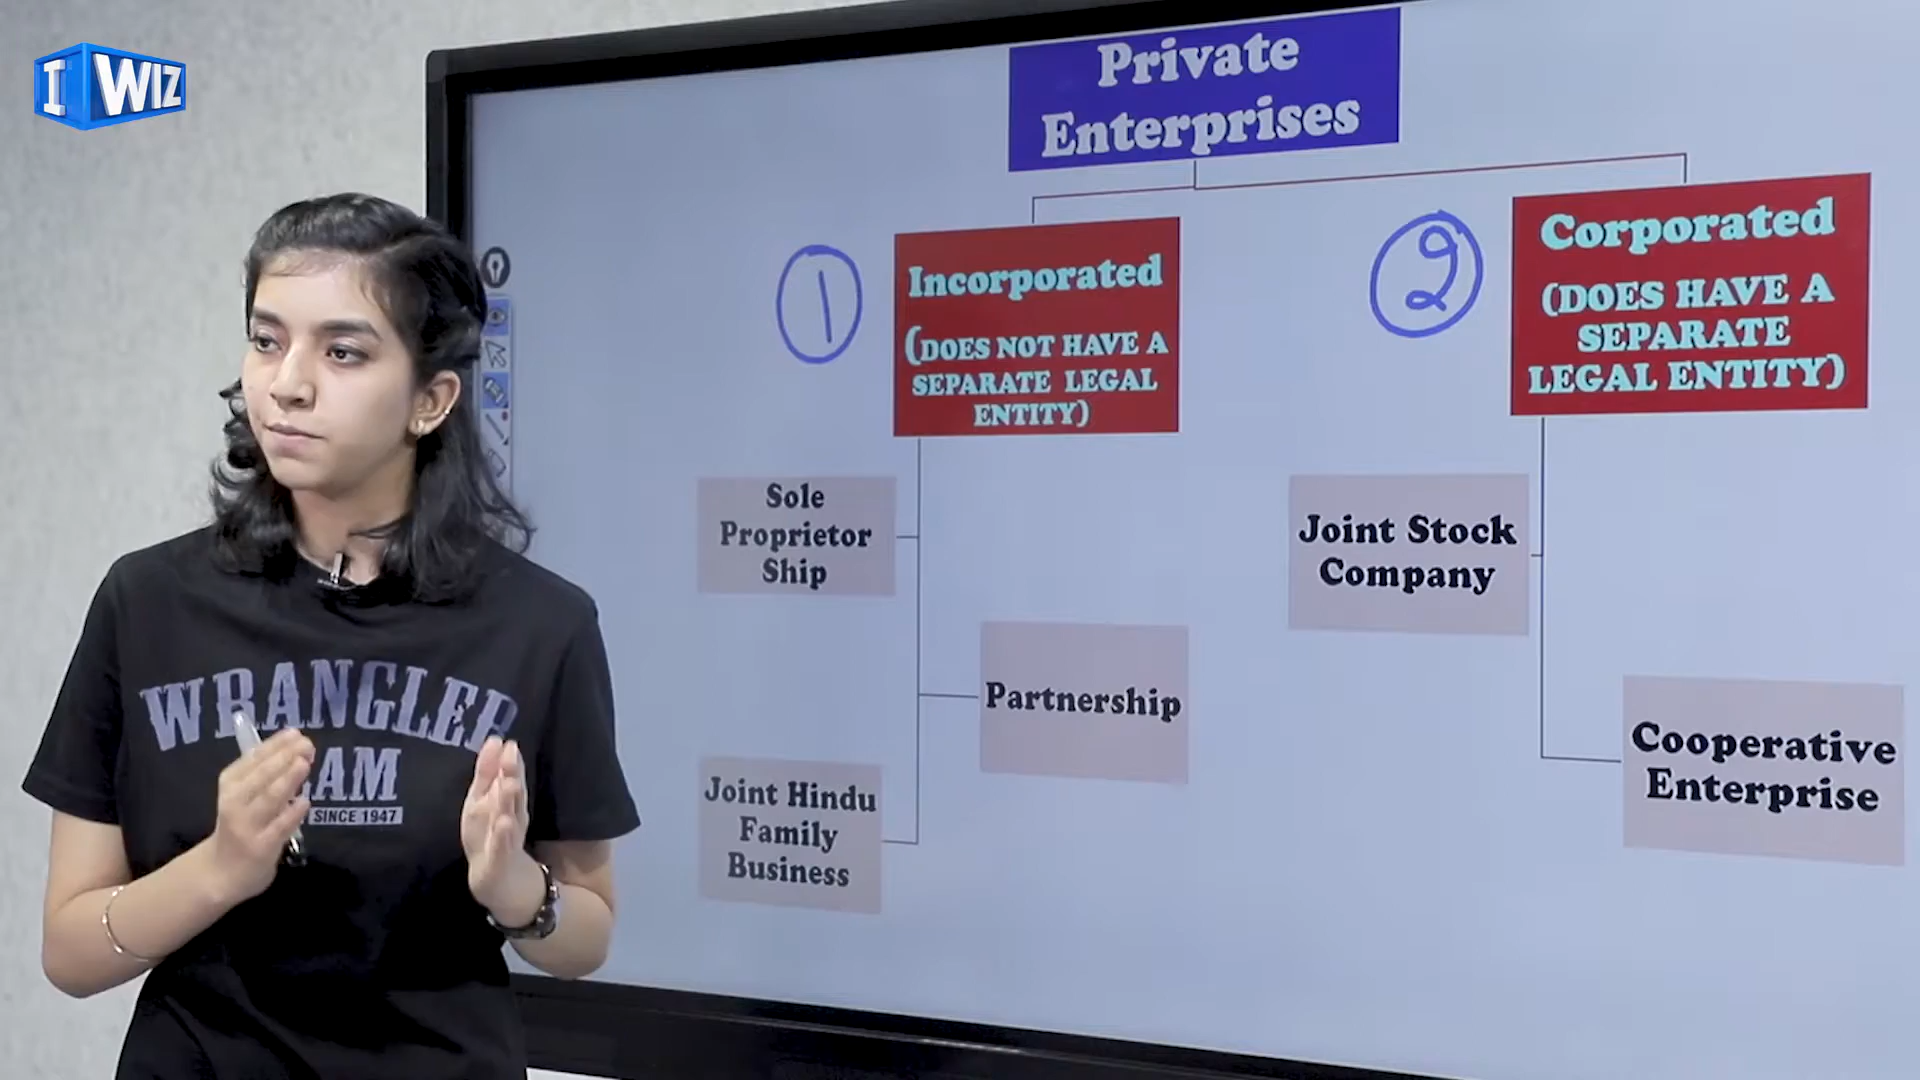 I WIZ
Private
Enterprises
1
Incorporated
(DOES NOT HAVE A
SEPARATE LEGAL
ENTITY)
2
Corporated
(DOES HAVE A
SEPARATE
LEGAL ENTITY)
Sole
Proprietor
Ship
Partnership
Joint Hindu
Family
Business
Joint Stock
Company
Cooperative
Enterprise
WRANGLER
SINCE 1947